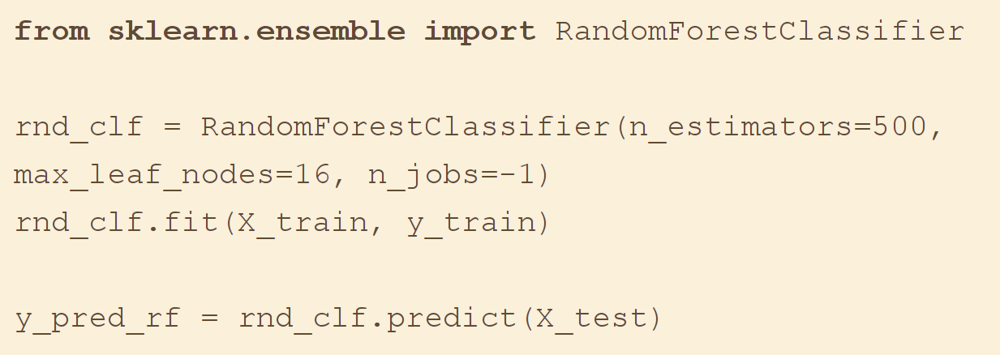 from sklearn.ensemble import RandomForestClassifier
rnd_clf = RandomForestClassifier(n_estimators=500,
max_leaf_nodes=16, n_jobs=-1)
rnd_clf.fit(X_train, y_train)
y_pred_rf = rnd_clf.predict(X_test)